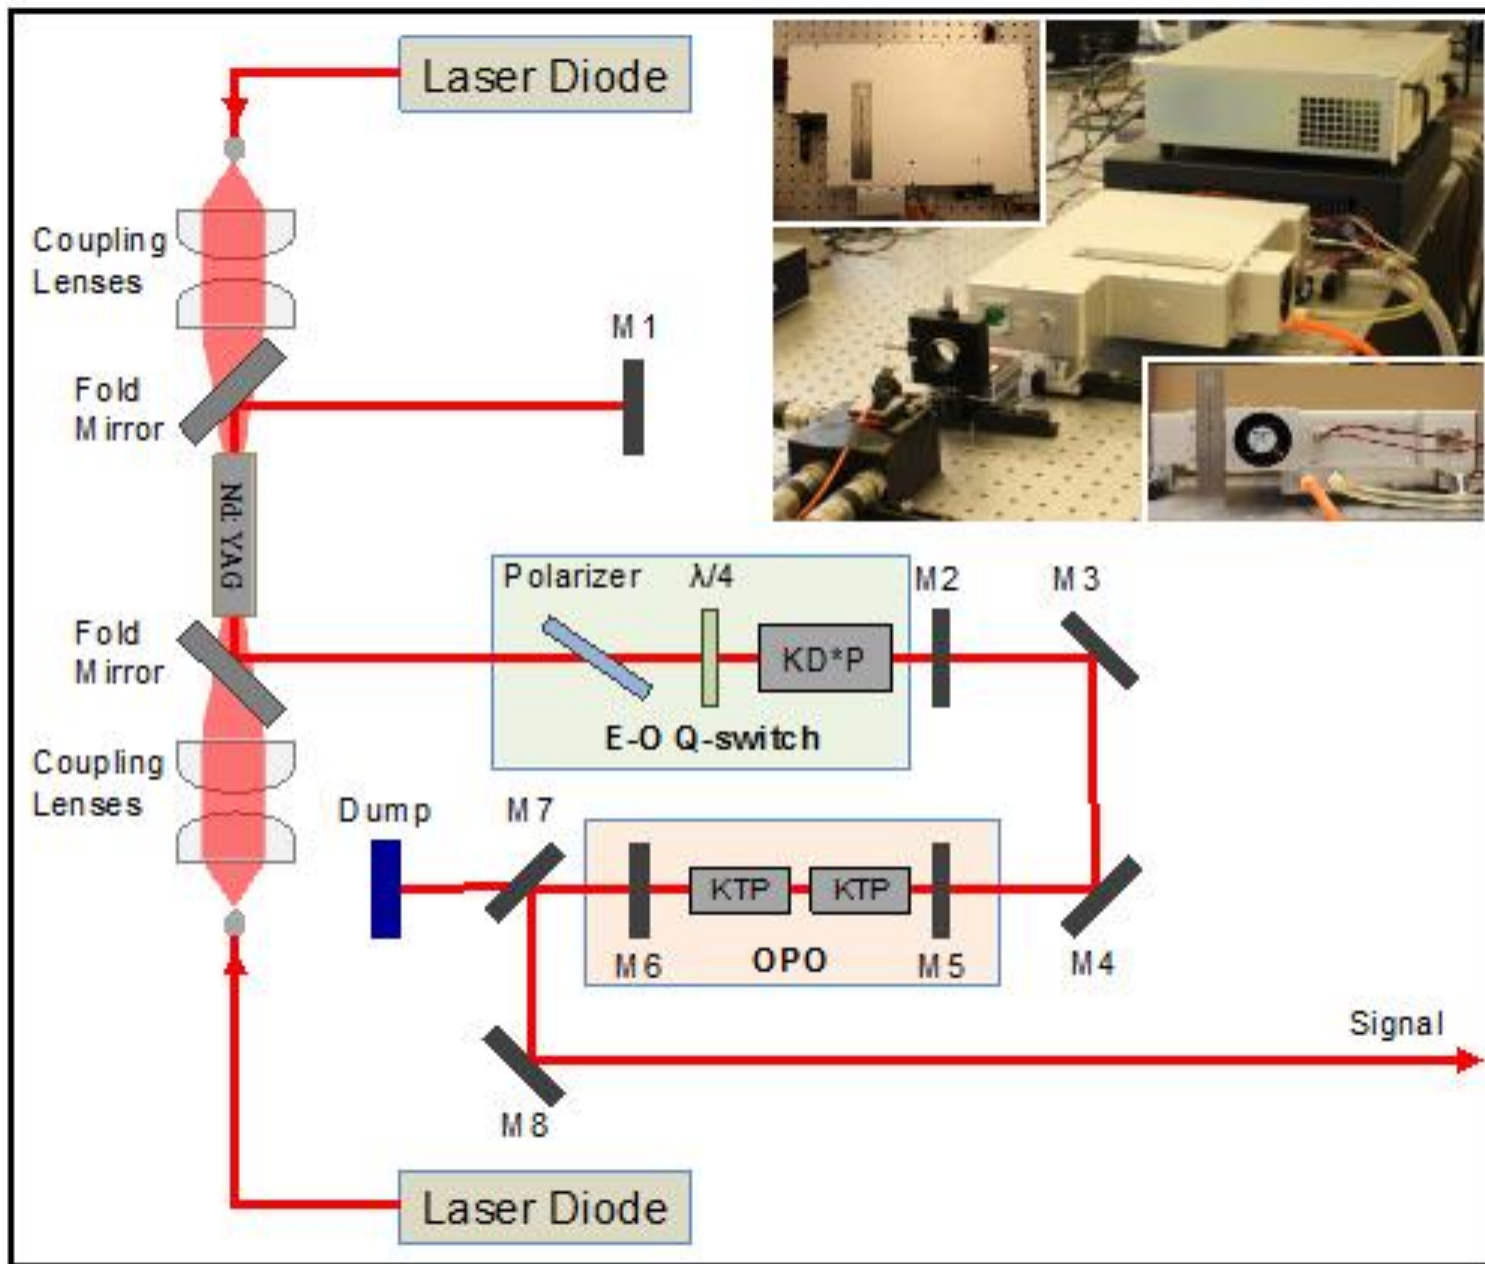 Laser Diode
Coupling
Lenses
M1
Fold
Mirror
Nd: YAG
Polarizer
λ/4
M2
M3
Fold
Mirror
KD*P
E-O Q-switch
Coupling
Lenses
Dump
M7
KTP
KTP
M6
OPO
M5
M4
Signal
M8
Laser Diode